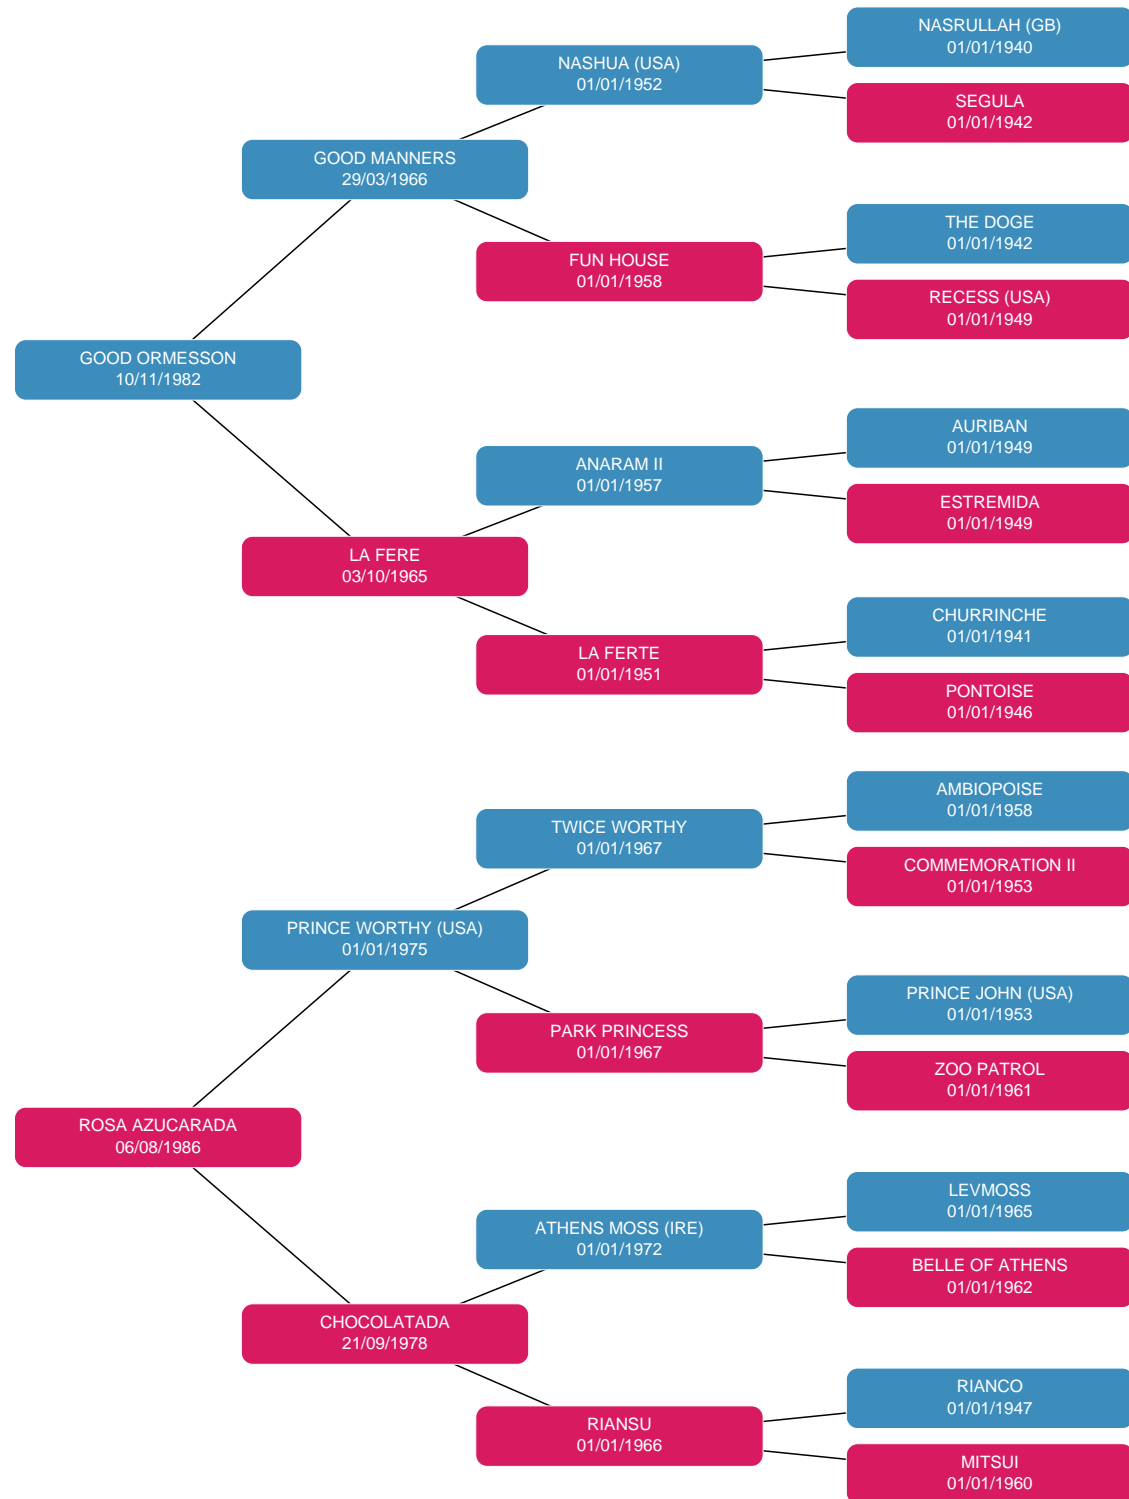 NASRULLAH (GB)
01/01/1940
NASHUA (USA)
01/01/1952
SEGULA
01/01/1942
GOOD MANNERS
29/03/1966
THE DOGE
01/01/1942
FUN HOUSE
01/01/1958
RECESS (USA)
01/01/1949
GOOD ORMESSON
10/11/1982
AURIBAN
01/01/1949
ANARAM II
01/01/1957
ESTREMIDA
01/01/1949
LA FERE
03/10/1965
CHURRINCHE
01/01/1941
LA FERTE
01/01/1951
PONTOISE
01/01/1946
AMBIOPOISE
01/01/1958
TWICE WORTHY
01/01/1967
COMMEMORATION II
01/01/1953
PRINCE WORTHY (USA)
01/01/1975
PRINCE JOHN (USA)
01/01/1953
PARK PRINCESS
01/01/1967
ZOO PATROL
01/01/1961
ROSA AZUCARADA
06/08/1986
LEVMOSS
01/01/1965
ATHENS MOSS (IRE)
01/01/1972
BELLE OF ATHENS
01/01/1962
CHOCOLATADA
21/09/1978
RIANCO
01/01/1947
RIANSU
01/01/1966
MITSUI
01/01/1960